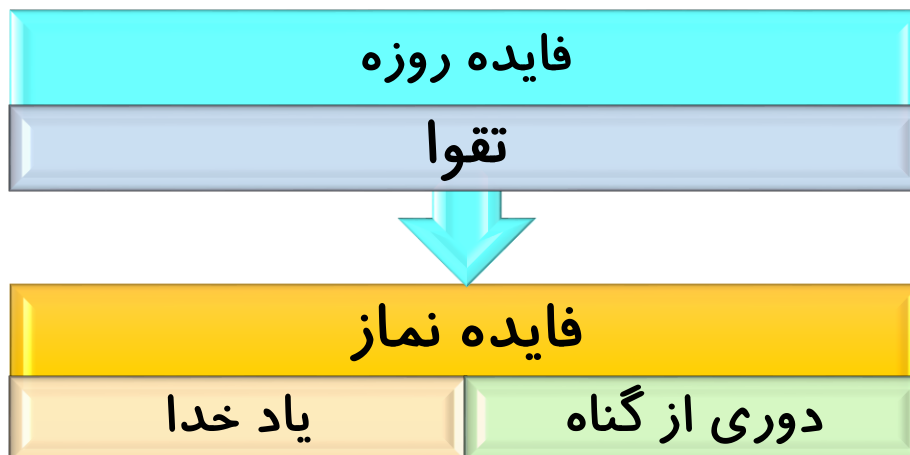 فایده روزه
تقوا
فایده نماز
دوری از گناه
یاد خدا